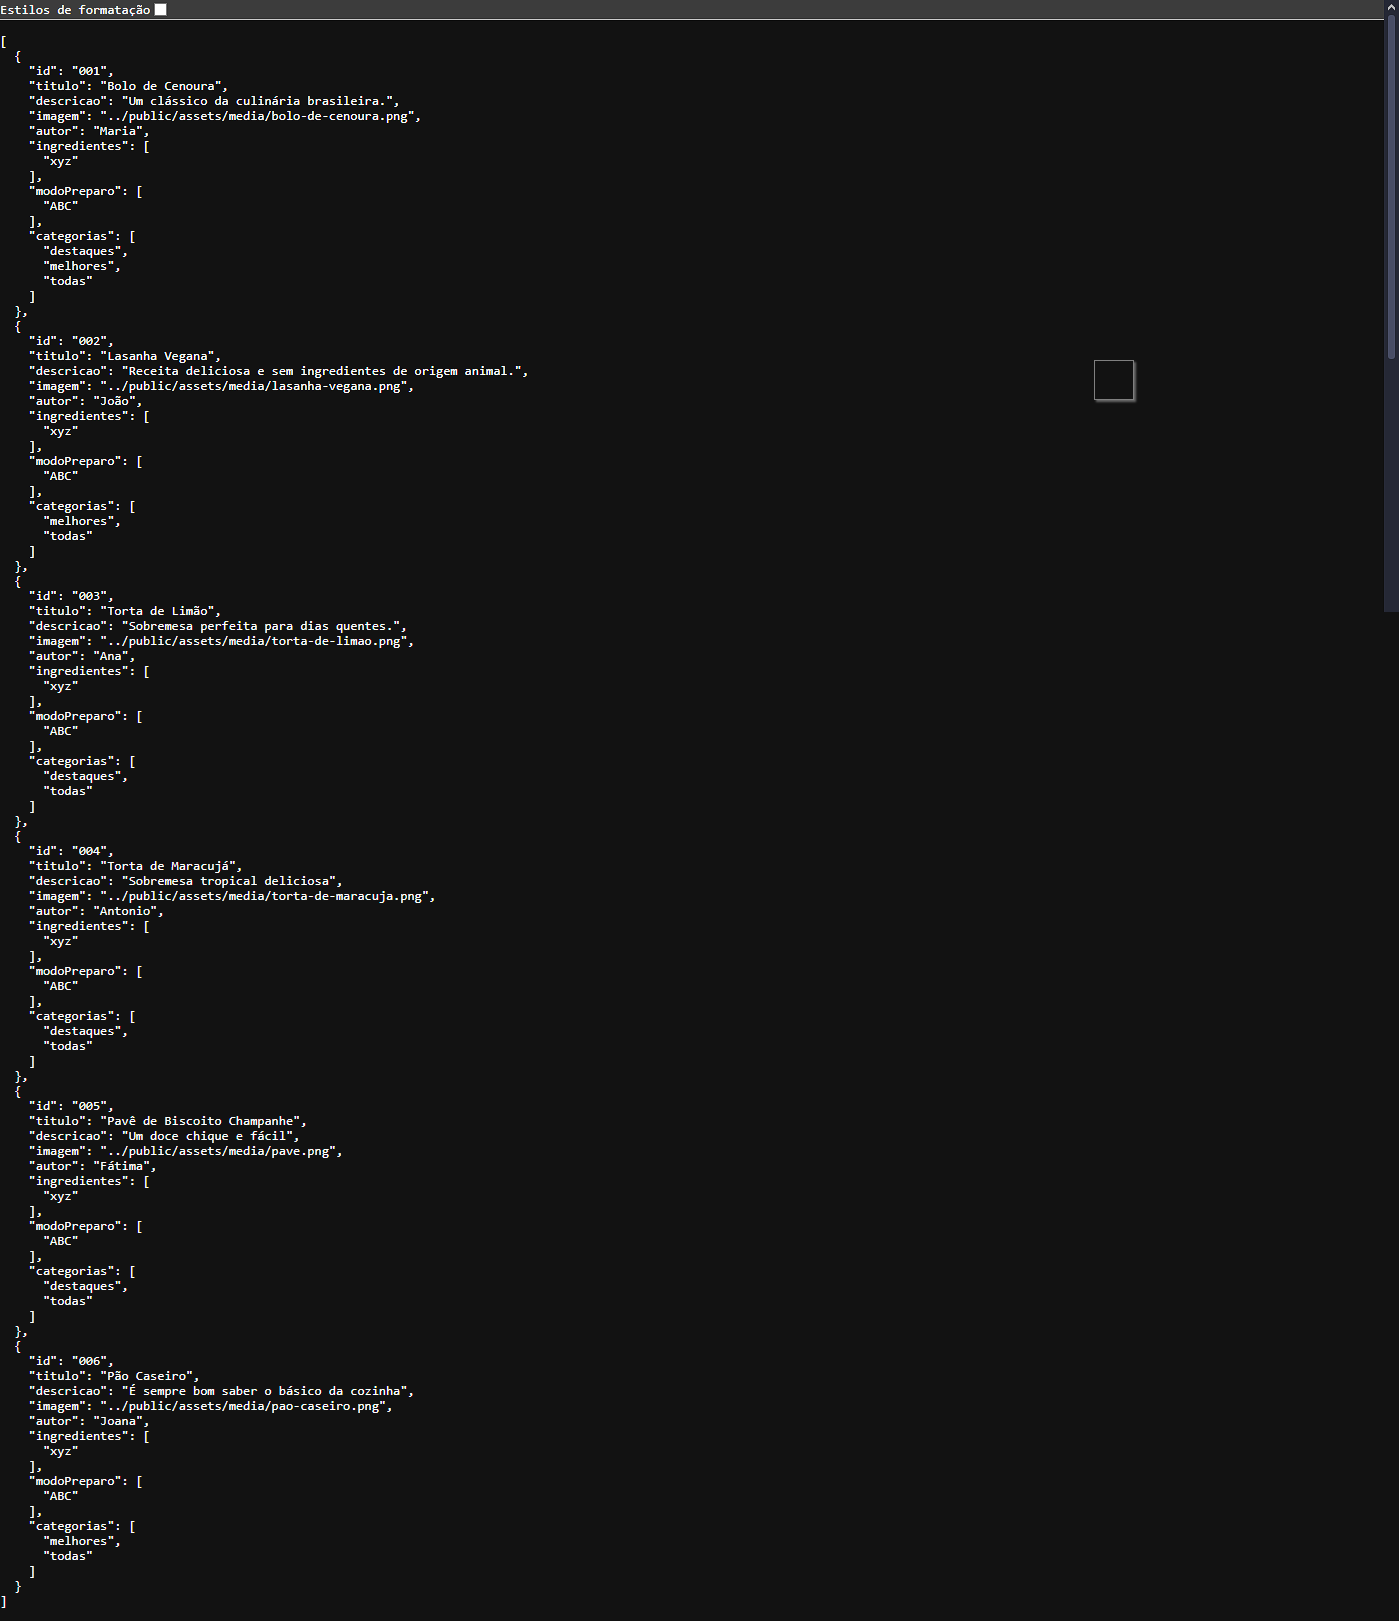 Estilos de formatação
[
  {
    "id": "001",
    "titulo": "Bolo de Cenoura",
    "descricao": "Um clássico da culinária brasileira.",
    "imagem": "../public/assets/media/bolo-de-cenoura.png",
    "autor": "Maria",
    "ingredientes": [
      "xyz"
    ],
    "modoPreparo": [
      "ABC"
    ],
    "categorias": [
      "destaques",
      "melhores",
      "todas"
    ]
  },
  {
    "id": "002",
    "titulo": "Lasanha Vegana",
    "descricao": "Receita deliciosa e sem ingredientes de origem animal.",
    "imagem": "../public/assets/media/lasanha-vegana.png",
    "autor": "João",
    "ingredientes": [
      "xyz"
    ],
    "modoPreparo": [
      "ABC"
    ],
    "categorias": [
      "melhores",
      "todas"
    ]
  },
  {
    "id": "003",
    "titulo": "Torta de Limão",
    "descricao": "Sobremesa perfeita para dias quentes.",
    "imagem": "../public/assets/media/torta-de-limao.png",
    "autor": "Ana",
    "ingredientes": [
      "xyz"
    ],
    "modoPreparo": [
      "ABC"
    ],
    "categorias": [
      "destaques",
      "todas"
    ]
  },
  {
    "id": "004",
    "titulo": "Torta de Maracujá",
    "descricao": "Sobremesa tropical deliciosa",
    "imagem": "../public/assets/media/torta-de-maracuja.png",
    "autor": "Antonio",
    "ingredientes": [
      "xyz"
    ],
    "modoPreparo": [
      "ABC"
    ],
    "categorias": [
      "destaques",
      "todas"
    ]
  },
  {
    "id": "005",
    "titulo": "Pavê de Biscoito Champanhe",
    "descricao": "Um doce chique e fácil",
    "imagem": "../public/assets/media/pave.png",
    "autor": "Fátima",
    "ingredientes": [
      "xyz"
    ],
    "modoPreparo": [
      "ABC"
    ],
    "categorias": [
      "destaques",
      "todas"
    ]
  },
  {
    "id": "006",
    "titulo": "Pão Caseiro",
    "descricao": "É sempre bom saber o básico da cozinha",
    "imagem": "../public/assets/media/pao-caseiro.png",
    "autor": "Joana",
    "ingredientes": [
      "xyz"
    ],
    "modoPreparo": [
      "ABC"
    ],
    "categorias": [
      "melhores",
      "todas"
    ]
  }
]